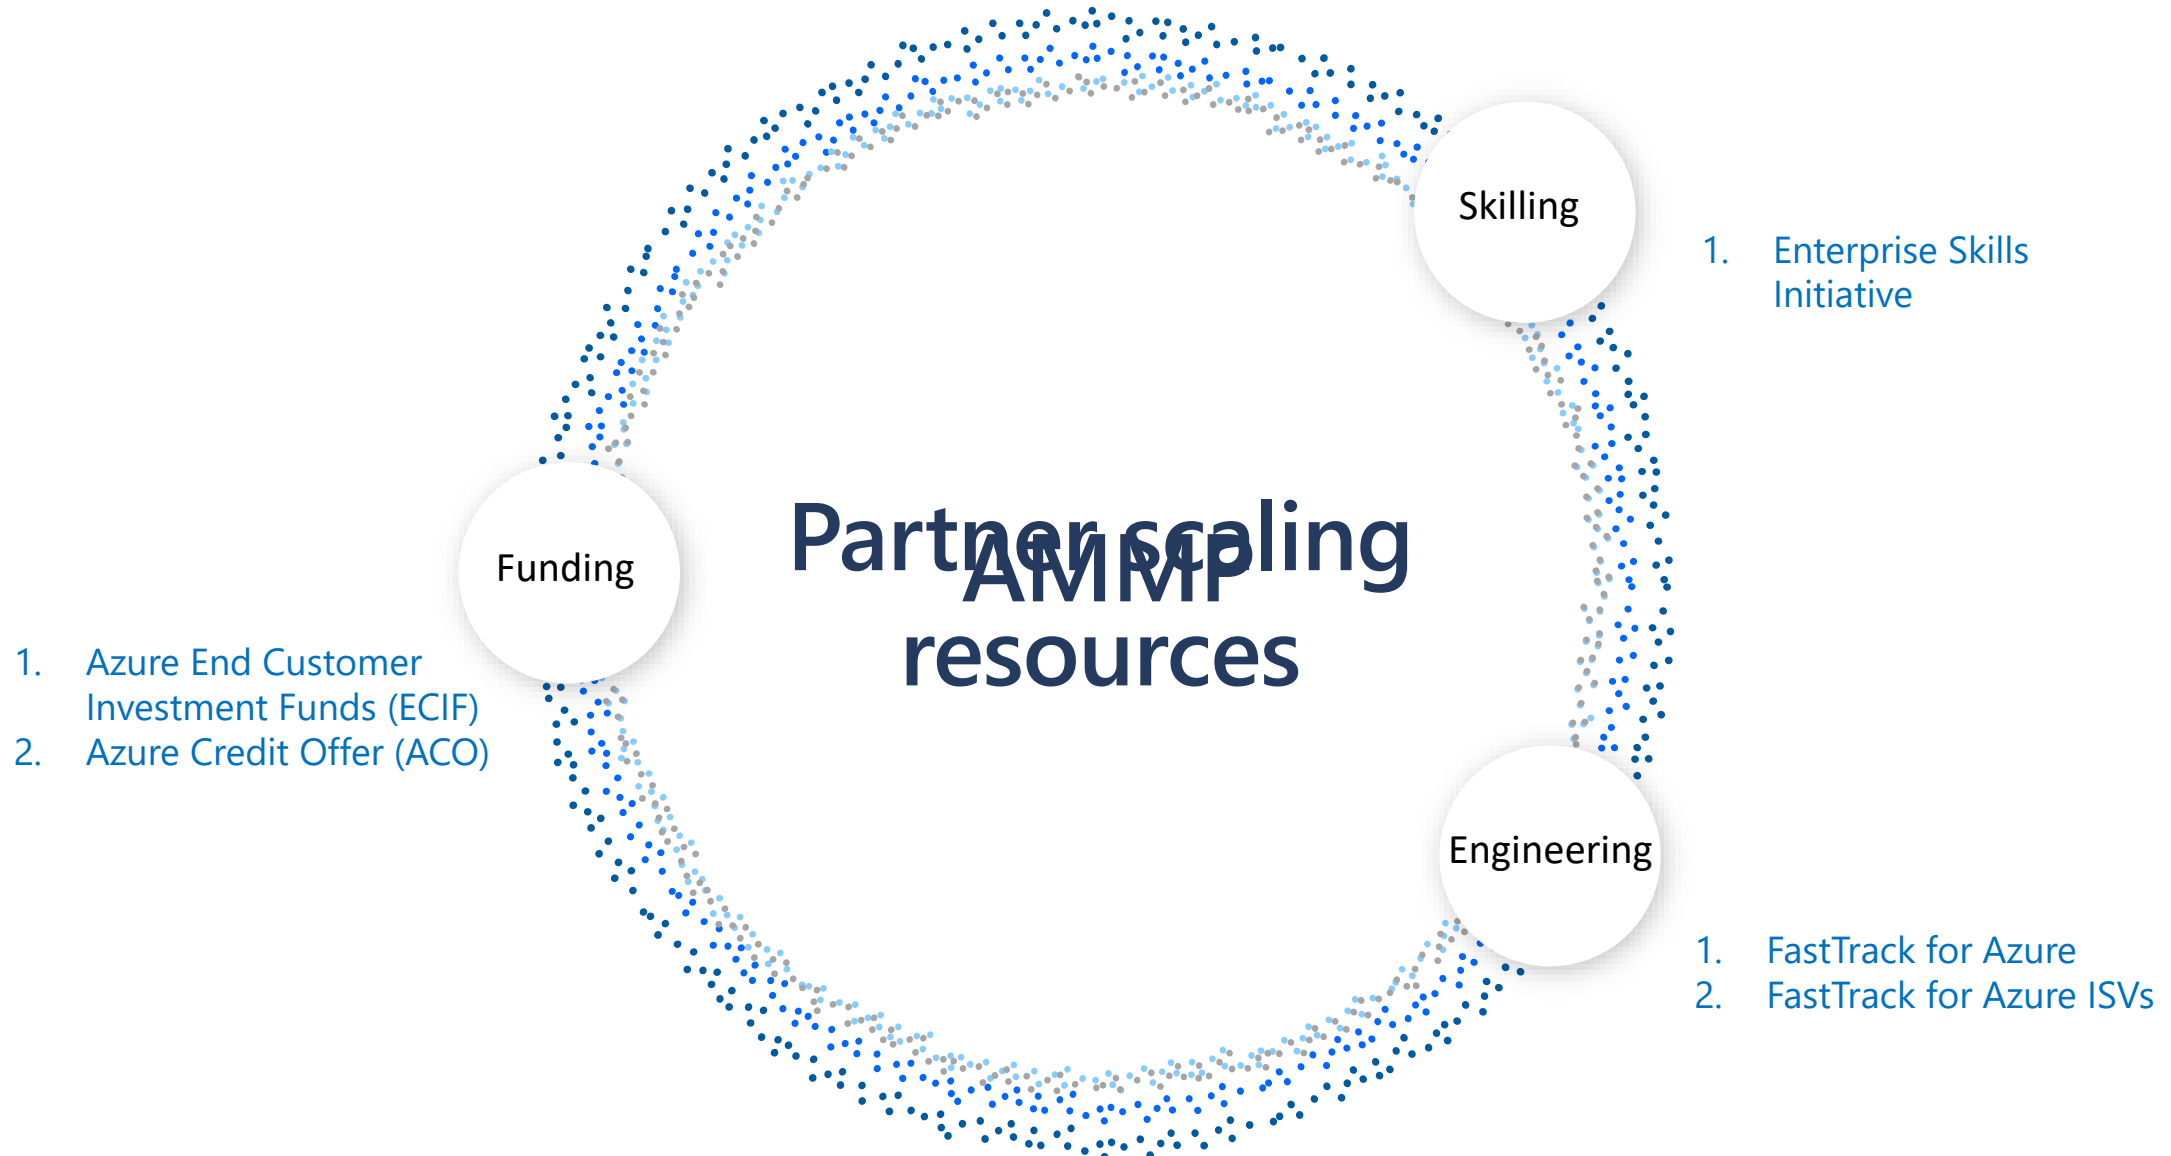 Skilling
1. Enterprise Skills
Initiative
Partner scaling
AMMP
resources
Funding
1. Azure End Customer
Investment Funds (ECIF)
2. Azure Credit Offer (ACO)
Engineering
1. FastTrack for Azure
2. FastTrack for Azure ISVs